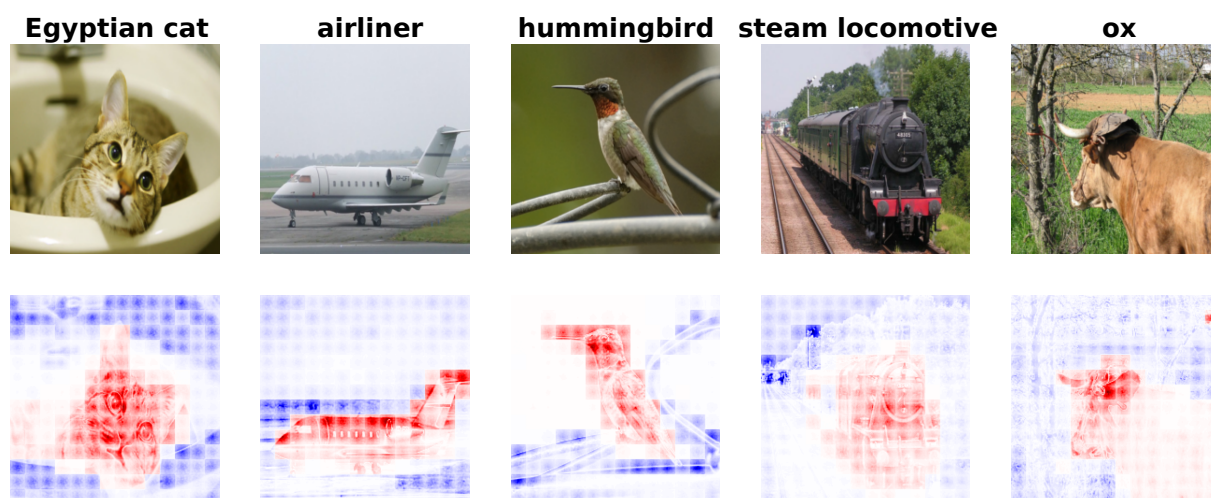 Egyptian cat
airliner
hummingbird
steam locomotive
ox